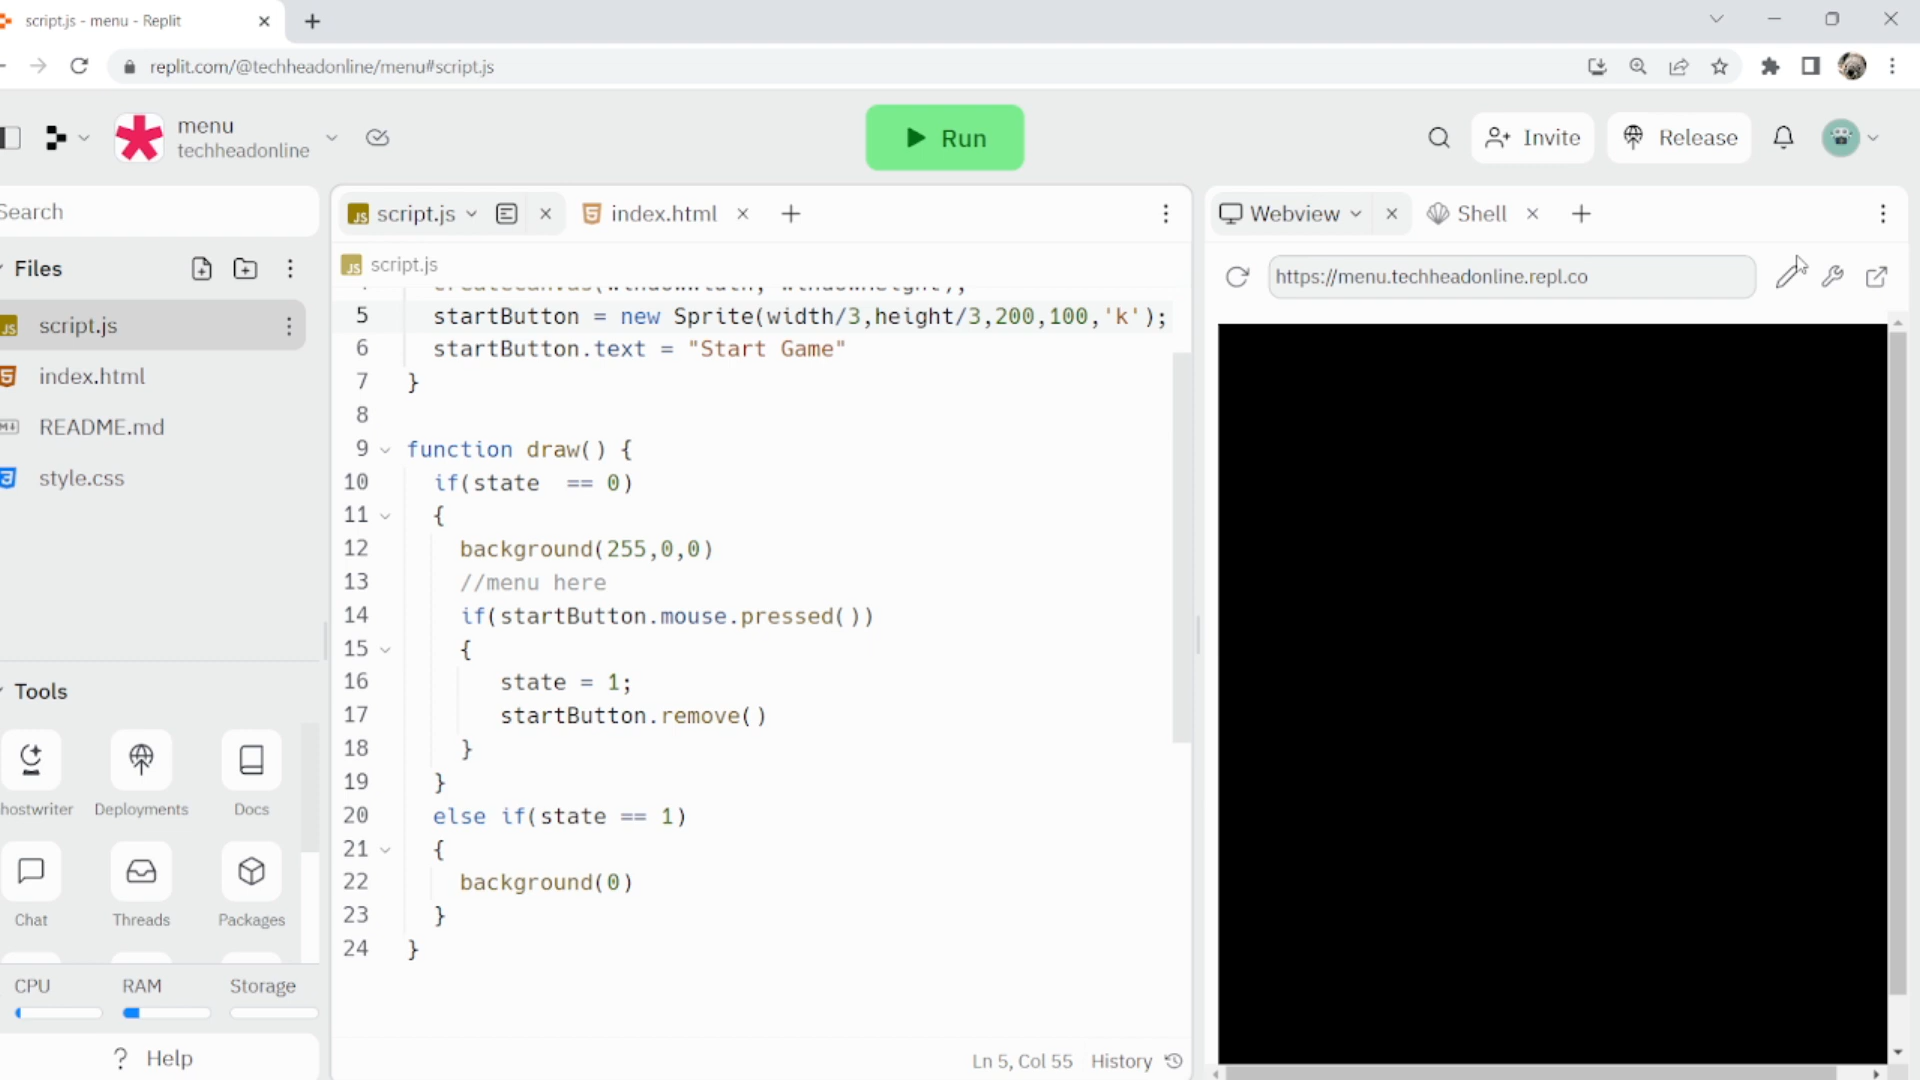 script.js - menu - Replit
replit.com/@techheadonline/menu#script.js
menu
techheadonline
Run
Invite
Release
Search
Files
script.js
index.html
README.md
style.css
Tools
hostwriter
Deployments
Docs
Chat
Threads
Packages
CPU
RAM
Storage
? Help
JS script.js
index.html
JS script.js
5 startButton = new Sprite(width/3,height/3,200,100,'k');
6 startButton.text = "Start Game"
7 }
8
9 function draw() {
10 if(state  == 0)
11 {
12 background(255,0,0)
13 //menu here
14 if(startButton.mouse.pressed())
15 {
16 state = 1;
17 startButton.remove()
18 }
19 }
20 else if(state == 1)
21 {
22 background(0)
23 }
24 }
Ln 5, Col 55 History
Webview
Shell
https://menu.techheadonline.repl.co